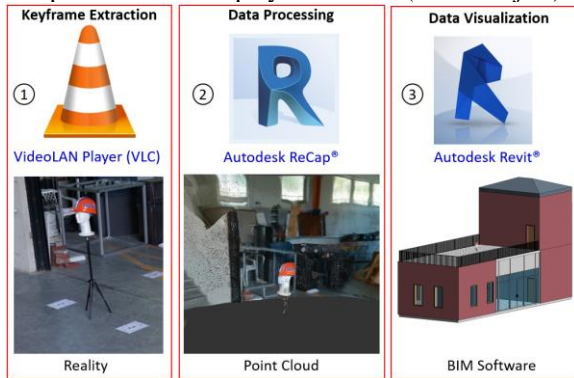 Keyframe Extraction
1
VideoLAN Player (VLC)
Reality
Data Processing
2
Autodesk ReCap®
Point Cloud
Data Visualization
3
Autodesk Revit®
BIM Software